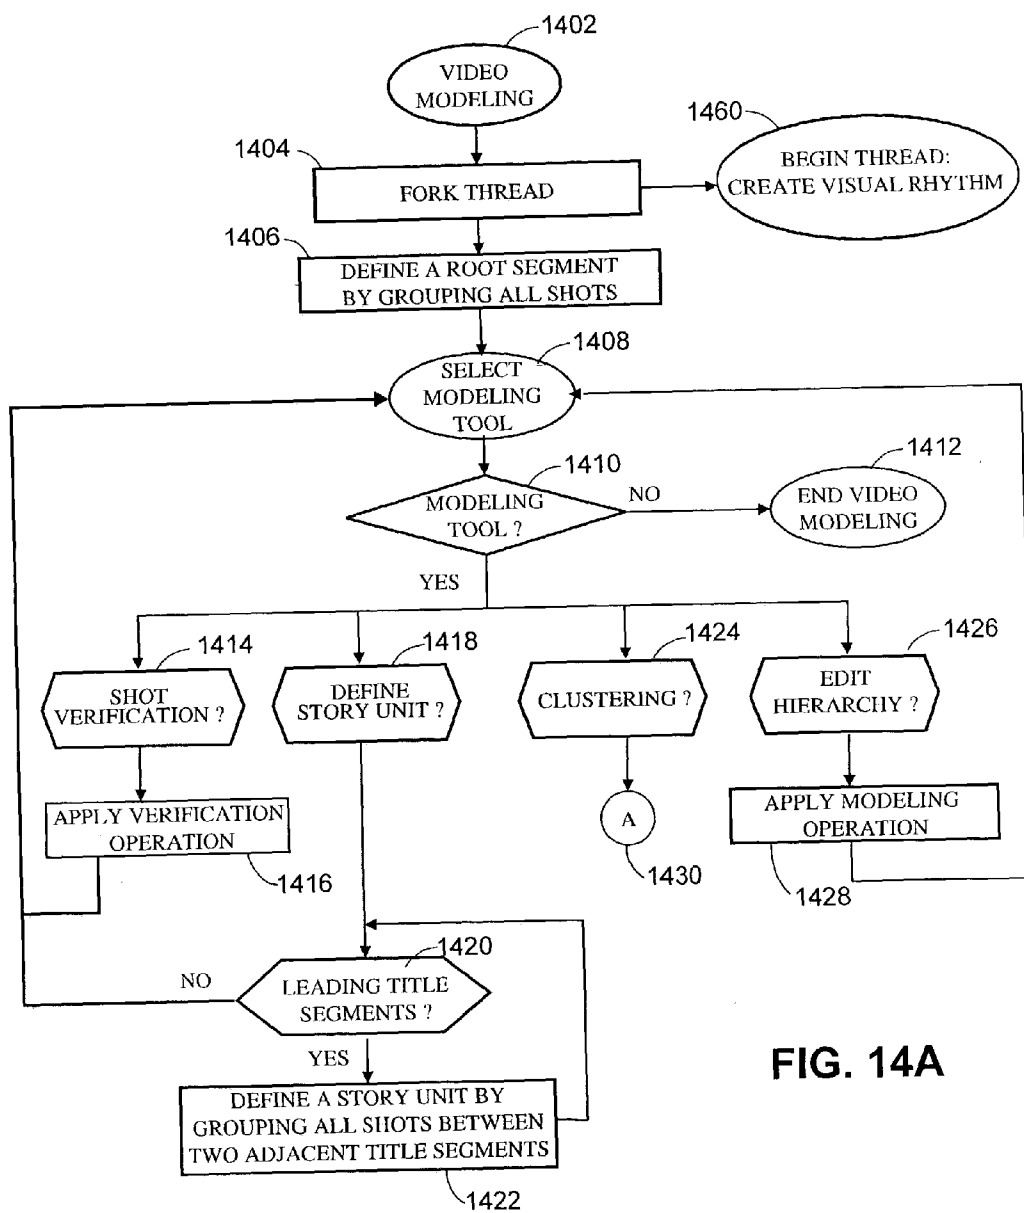 1402
VIDEO
MODELING
1460
1404
BEGIN THREAD:
CREATE VISUAL RHYTHM
FORK THREAD
1406
DEFINE A ROOT SEGMENT
BY GROUPING ALL SHOTS
1408
SELECT
MODELING
TOOL
1410
MODELING
TOOL ?
NO
1412
END VIDEO
MODELING
YES
1414
SHOT
VERIFICATION ?
1418
DEFINE
STORY UNIT ?
1424
CLUSTERING ?
1426
EDIT
HIERARCHY ?
APPLY VERIFICATION
OPERATION
1416
A
1430
APPLY MODELING
OPERATION
1428
1420
NO
LEADING TITLE
SEGMENTS ?
YES
DEFINE A STORY UNIT BY
GROUPING ALL SHOTS BETWEEN
TWO ADJACENT TITLE SEGMENTS
1422
FIG. 14A